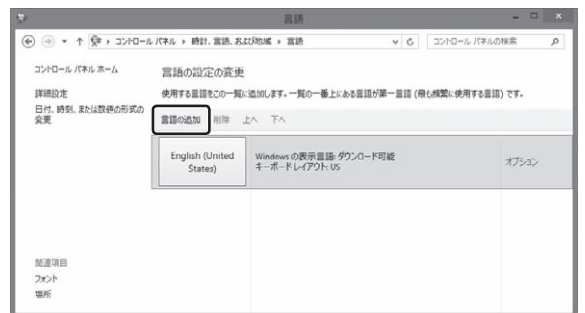 言語
コントロール パネル ▸ 時計、言語、および地域 ▸ 言語
コントロール パネルの検索
コントロール パネル ホーム
詳細設定
日付、時刻、または数値の形式の
変更
言語の設定の変更
使用する言語をこの一覧に追加します。一覧の一番上にある言語が第一言語 (最も頻繁に使用する言語) です。
言語の追加 削除 上へ 下へ
English (United
States)
Windows の表示言語: ダウンロード可能
キーボード レイアウト: US
オプション
関連項目
フォント
場所